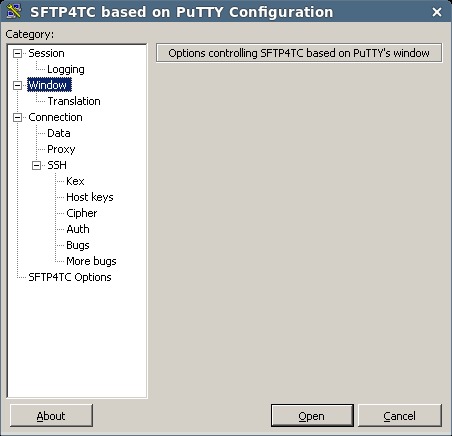 SFTP4TC based on PuTTY Configuration
Category:
Session
Logging
Window
Translation
Connection
Data
Proxy
SSH
Kex
Host keys
Cipher
Auth
Bugs
More bugs
SFTP4TC Options
Options controlling SFTP4TC based on PuTTY's window
About
Open
Cancel